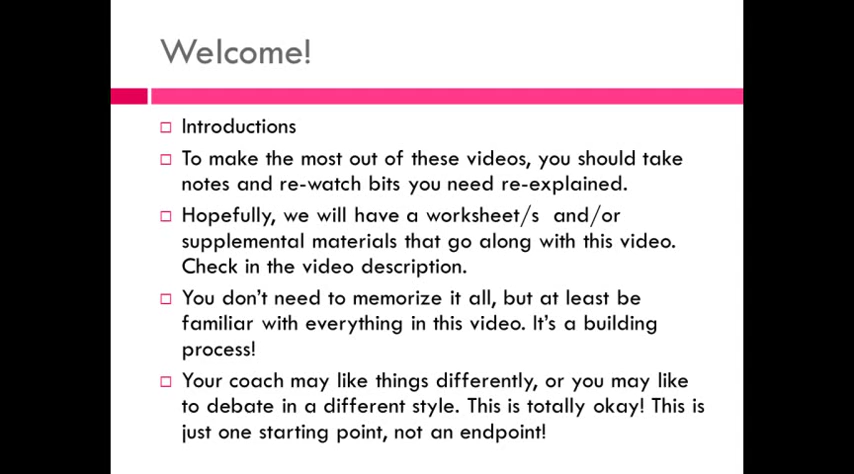 Welcome!
Introductions
To make the most out of these videos, you should take
notes and re-watch bits you need re-explained.
Hopefully, we will have a worksheet/s and/or
supplemental materials that go along with this video.
Check in the video description.
You don't need to memorize it all, but at least be
familiar with everything in this video. It's a building
process!
Your coach may like things differently, or you may like
to debate in a different style. This is totally okay! This is
just one starting point, not an endpoint!